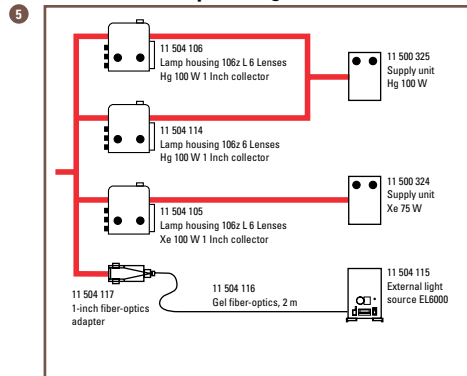 5
11 504 106
Lamp housing 106z L 6 Lenses
Hg 100 W 1 Inch collector
11 500 325
Supply unit
Hg 100 W
11 504 114
Lamp housing 106z 6 Lenses
Hg 100 W 1 Inch collector
11 504 105
Lamp housing 106z L 6 Lenses
Xe 100 W 1 Inch collector
11 500 324
Supply unit
Xe 75 W
11 504 117
1-inch fiber-optics
adapter
11 504 116
Gel fiber-optics, 2 m
11 504 115
External light
source EL6000